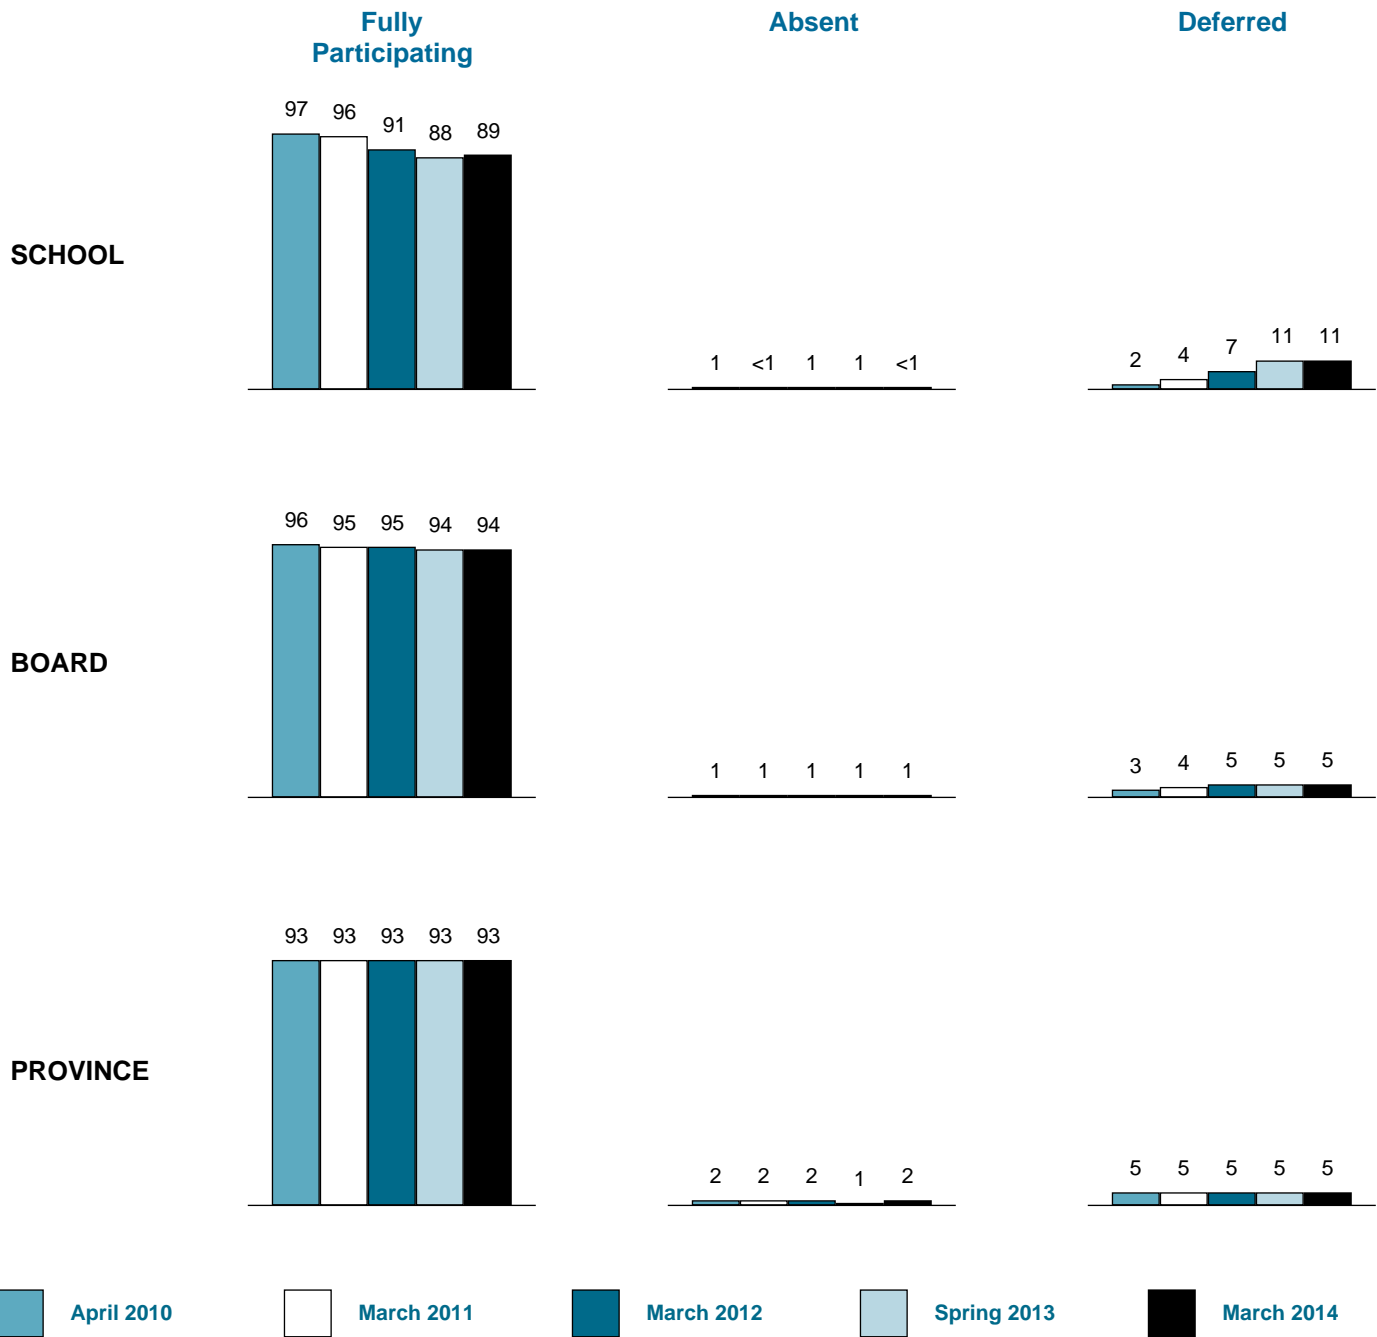 Fully
Participating
Absent
Deferred
SCHOOL
97 96 91 88 89
1 <1 1 1 <1
2 4 7 11 11
BOARD
96 95 95 94 94
1 1 1 1 1
3 4 5 5 5
PROVINCE
93 93 93 93 93
2 2 2 1 2
5 5 5 5 5
April 2010
March 2011
March 2012
Spring 2013
March 2014